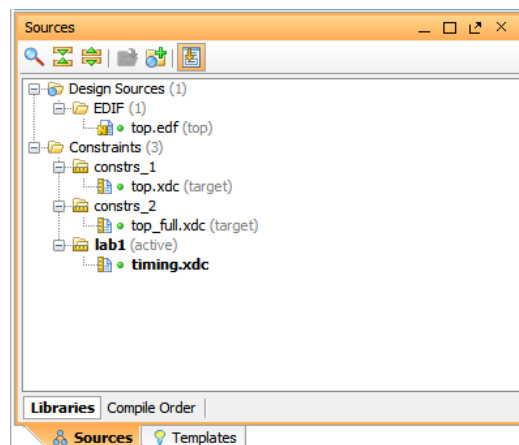 Sources
Design Sources (1)
EDIF (1)
top.edf (top)
Constraints (3)
constrs_1
top.xdc (target)
constrs_2
top_full.xdc (target)
lab1 (active)
timing.xdc
Libraries Compile Order
Sources Templates